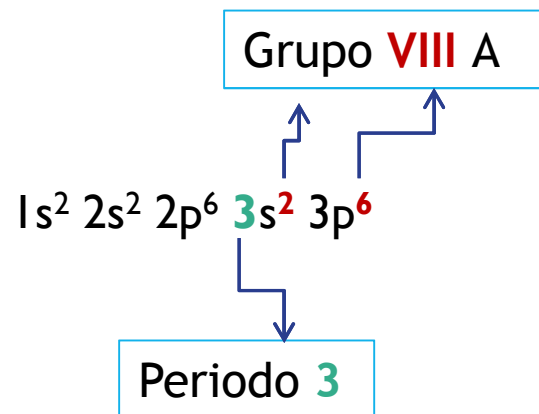 Grupo VIII A
1s² 2s² 2p⁶ 3s² 3p⁶
Periodo 3